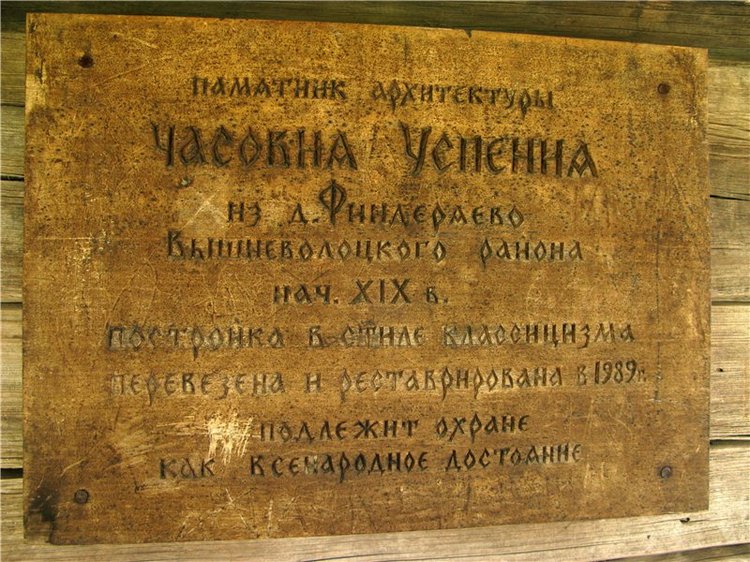 ПАМЯТНИК АРХИТЕКТУРЫ
ЧАСОВНЯ УСПЕНИЯ
ИЗ Д. ФИНДЕРЯЕВО
ВЫШНЕВОЛОЦКОГО РАЙОНА
НАЧ. XIX В.
ПОСТРОЙКА В СТИЛЕ КЛАССИЦИЗМА
ПЕРЕВЕЗЕНА И РЕСТАВРИРОВАНА В 1989 г.
ПОДЛЕЖИТ ОХРАНЕ
КАК ВСЕНАРОДНОЕ ДОСТОЯНИЕ